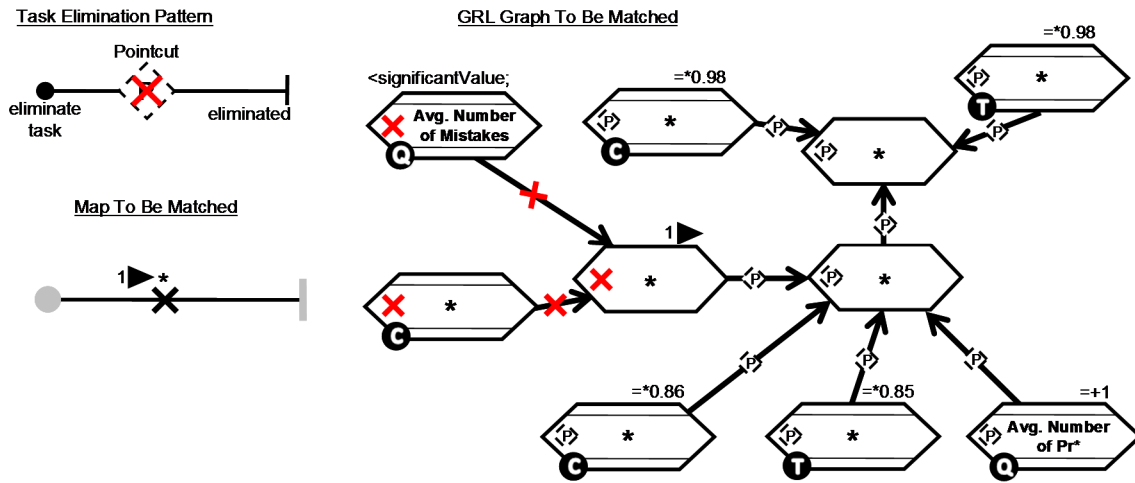 Task Elimination Pattern
Pointcut
eliminate
task
eliminated
Map To Be Matched
1
*
GRL Graph To Be Matched
<significantValue;
Avg. Number
of Mistakes
Q
=*0.98
P
*
C
P
=*0.98
P
*
T
P
P
*
P
1
*
P
P
*
*
C
P
P
P
=*0.86
P
*
C
=*0.85
P
*
T
=+1
P
Avg. Number
of Pr*
Q